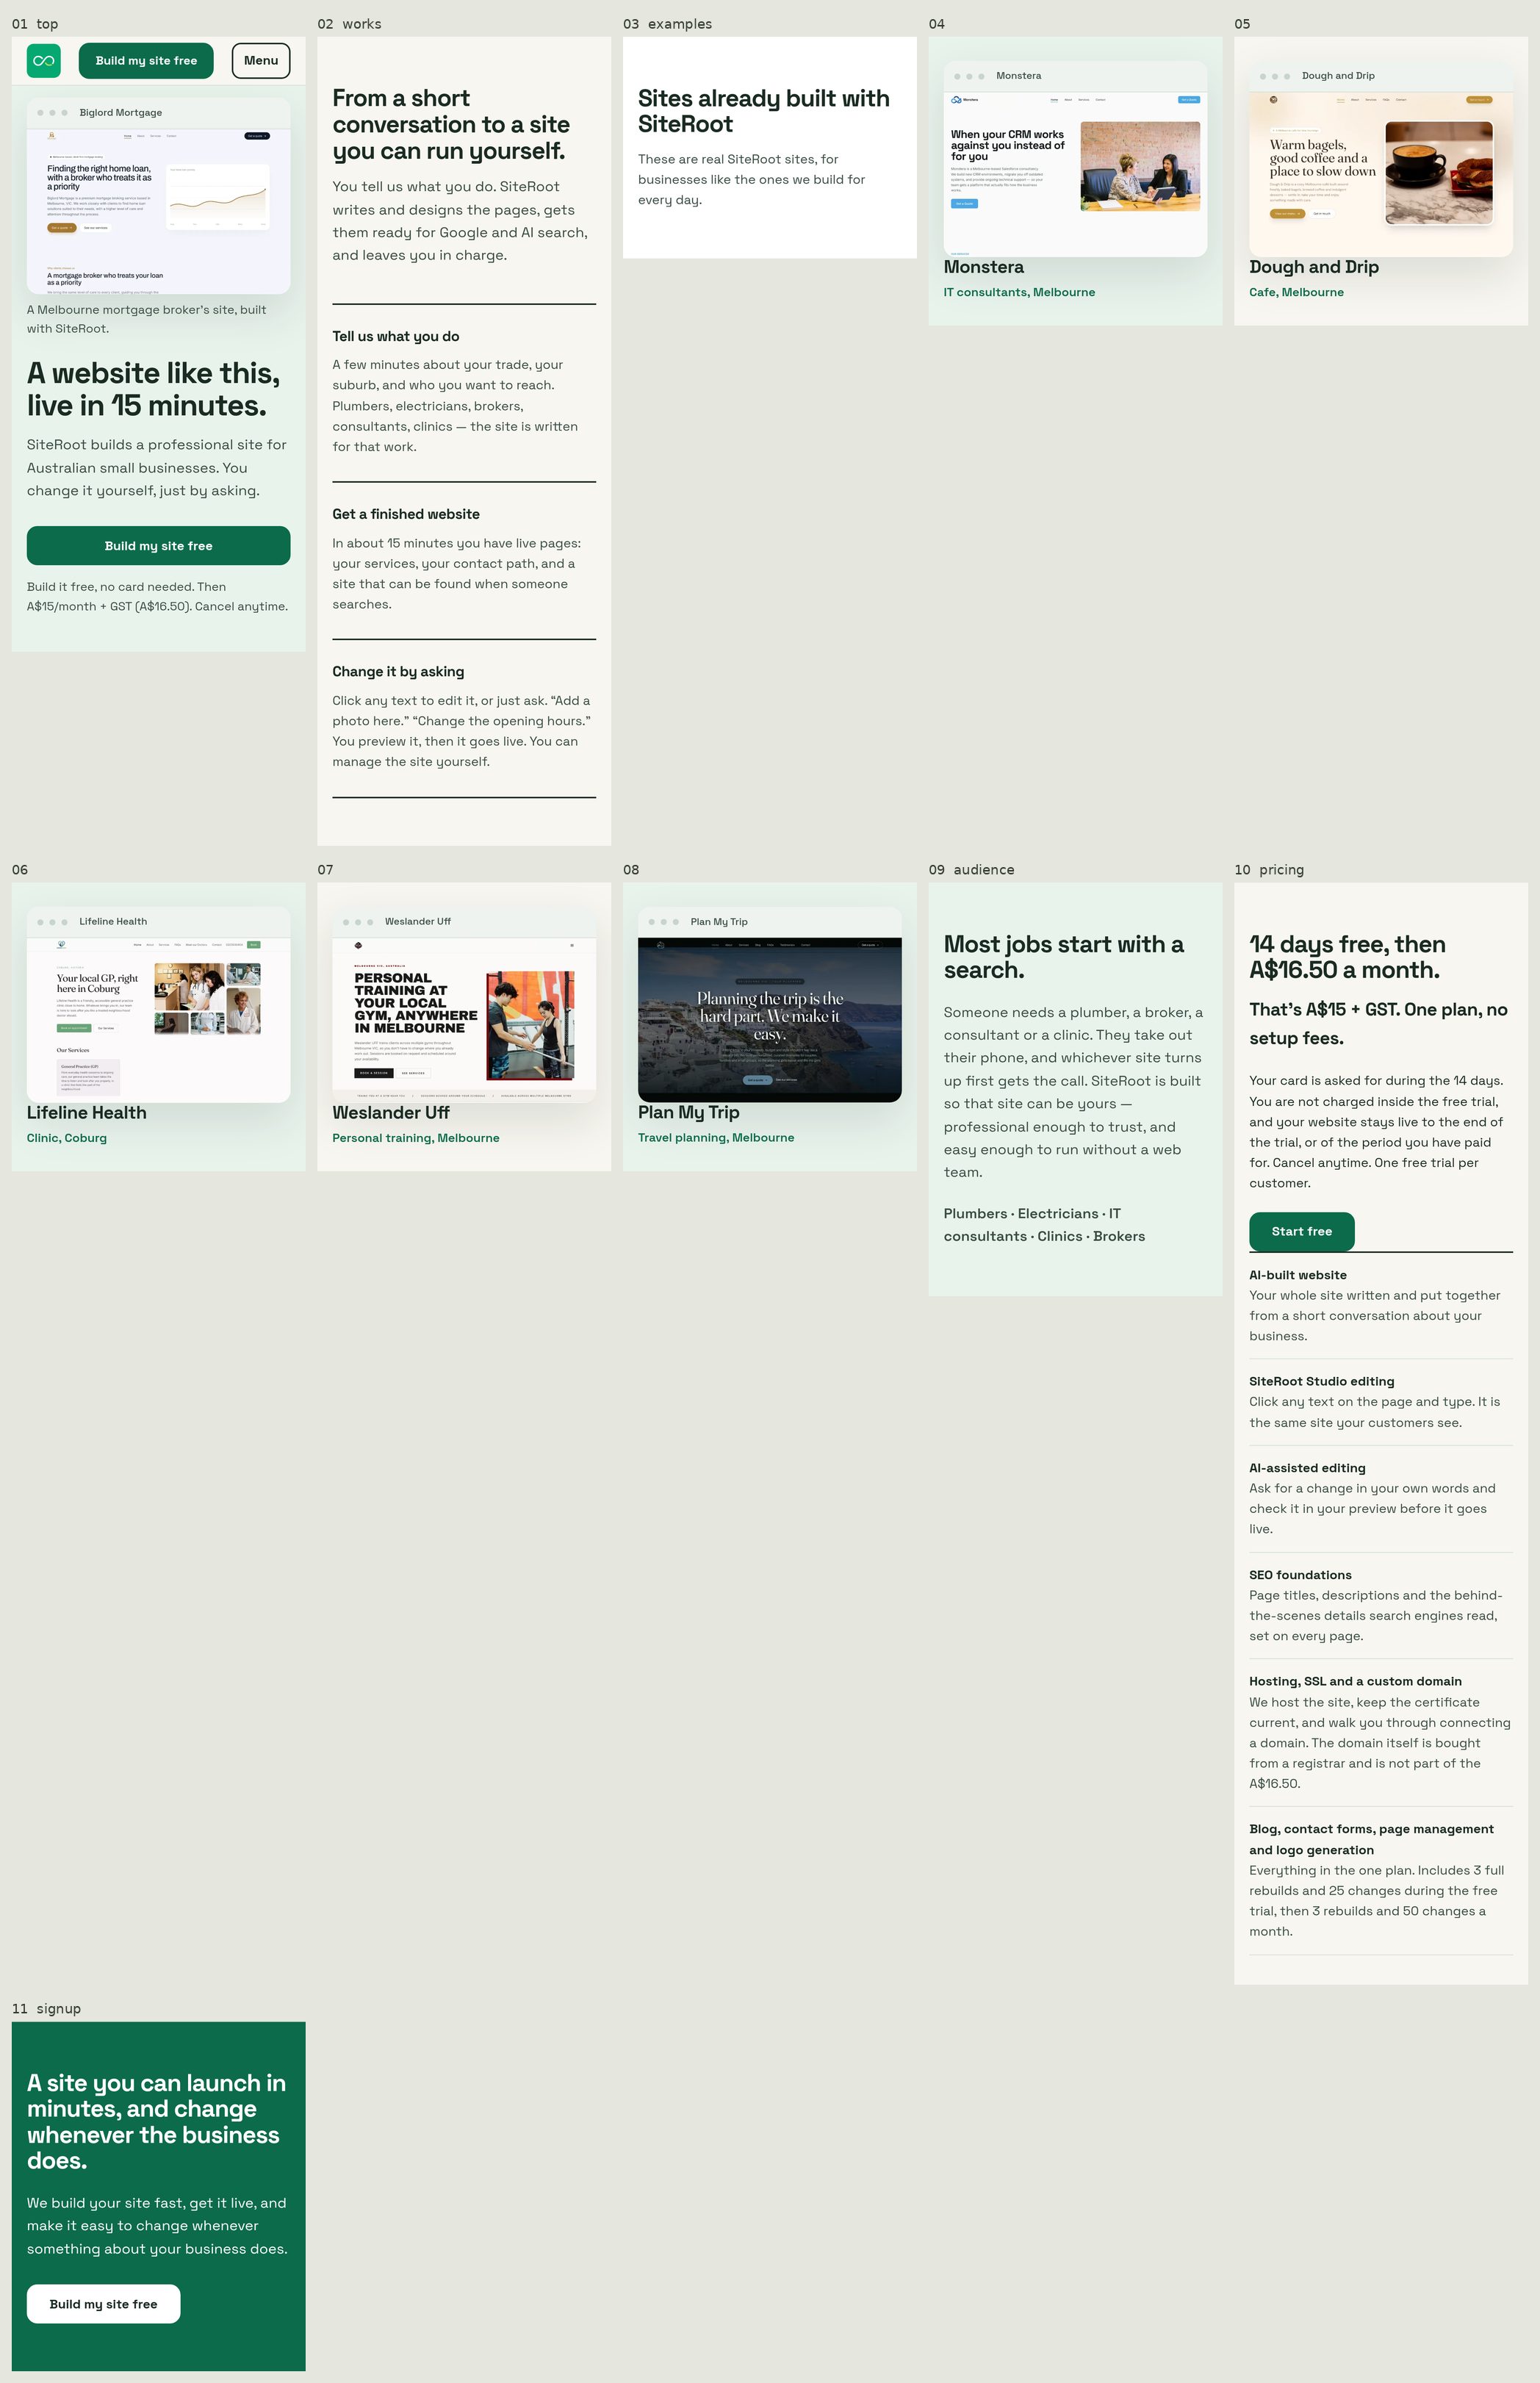 01 top
Build my site free
Menu
Biglord Mortgage
Finding the right home loan,
with a broker who treats it as
a priority
A mortgage broker who treats your loan
as a priority
A Melbourne mortgage broker's site, built
with SiteRoot.
A website like this,
live in 15 minutes.
SiteRoot builds a professional site for
Australian small businesses. You
change it yourself, just by asking.
Build my site free
Build it free, no card needed. Then
A$15/month + GST (A$16.50). Cancel anytime.
02 works
From a short
conversation to a site
you can run yourself.
You tell us what you do. SiteRoot
writes and designs the pages, gets
them ready for Google and AI search,
and leaves you in charge.
Tell us what you do
A few minutes about your trade, your
suburb, and who you want to reach.
Plumbers, electricians, brokers,
consultants, clinics — the site is written
for that work.
Get a finished website
In about 15 minutes you have live pages:
your services, your contact path, and a
site that can be found when someone
searches.
Change it by asking
Click any text to edit it, or just ask. “Add a
photo here.” “Change the opening hours.”
You preview it, then it goes live. You can
manage the site yourself.
03 examples
Sites already built with
SiteRoot
These are real SiteRoot sites, for
businesses like the ones we build for
every day.
04
Monstera
Monstera
When your CRM works
against you instead of
for you
Monstera
IT consultants, Melbourne
05
Dough and Drip
Warm bagels,
good coffee and a
place to slow down
Dough and Drip
Cafe, Melbourne
06
Lifeline Health
Your local GP, right
here in Coburg
Our Services
Lifeline Health
Clinic, Coburg
07
Weslander Uff
PERSONAL
TRAINING AT
YOUR LOCAL
GYM, ANYWHERE
IN MELBOURNE
Weslander Uff
Personal training, Melbourne
08
Plan My Trip
Planning the trip is the
hard part. We make it
easy.
Plan My Trip
Travel planning, Melbourne
09 audience
Most jobs start with a
search.
Someone needs a plumber, a broker, a
consultant or a clinic. They take out
their phone, and whichever site turns
up first gets the call. SiteRoot is built
so that site can be yours —
professional enough to trust, and
easy enough to run without a web
team.
Plumbers · Electricians · IT
consultants · Clinics · Brokers
10 pricing
14 days free, then
A$16.50 a month.
That's A$15 + GST. One plan, no
setup fees.
Your card is asked for during the 14 days.
You are not charged inside the free trial,
and your website stays live to the end of
the trial, or of the period you have paid
for. Cancel anytime. One free trial per
customer.
Start free
AI-built website
Your whole site written and put together
from a short conversation about your
business.
SiteRoot Studio editing
Click any text on the page and type. It is
the same site your customers see.
AI-assisted editing
Ask for a change in your own words and
check it in your preview before it goes
live.
SEO foundations
Page titles, descriptions and the behind-
the-scenes details search engines read,
set on every page.
Hosting, SSL and a custom domain
We host the site, keep the certificate
current, and walk you through connecting
a domain. The domain itself is bought
from a registrar and is not part of the
A$16.50.
Blog, contact forms, page management
and logo generation
Everything in the one plan. Includes 3 full
rebuilds and 25 changes during the free
trial, then 3 rebuilds and 50 changes a
month.
11 signup
A site you can launch in
minutes, and change
whenever the business
does.
We build your site fast, get it live, and
make it easy to change whenever
something about your business does.
Build my site free